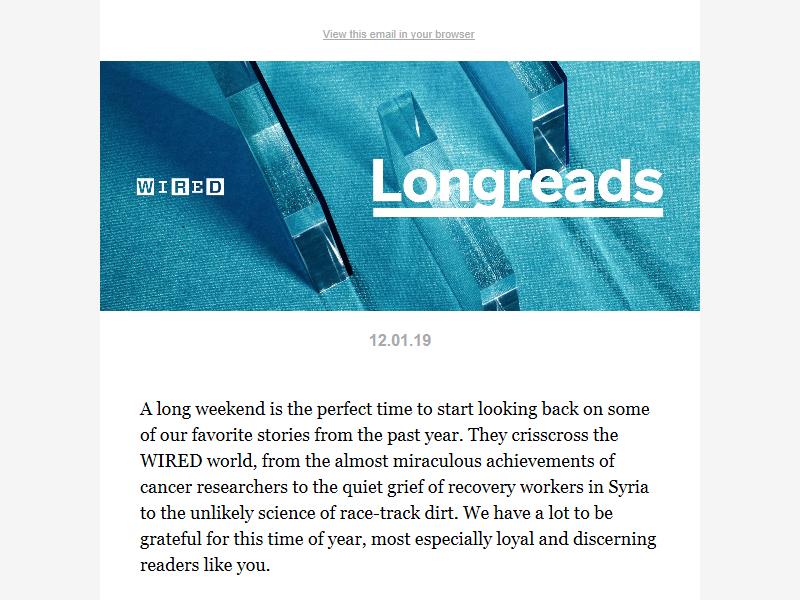 View this email in your browser
WIRED
Longreads
12.01.19
A long weekend is the perfect time to start looking back on some
of our favorite stories from the past year. They crisscross the
WIRED world, from the almost miraculous achievements of
cancer researchers to the quiet grief of recovery workers in Syria
to the unlikely science of race-track dirt. We have a lot to be
grateful for this time of year, most especially loyal and discerning
readers like you.